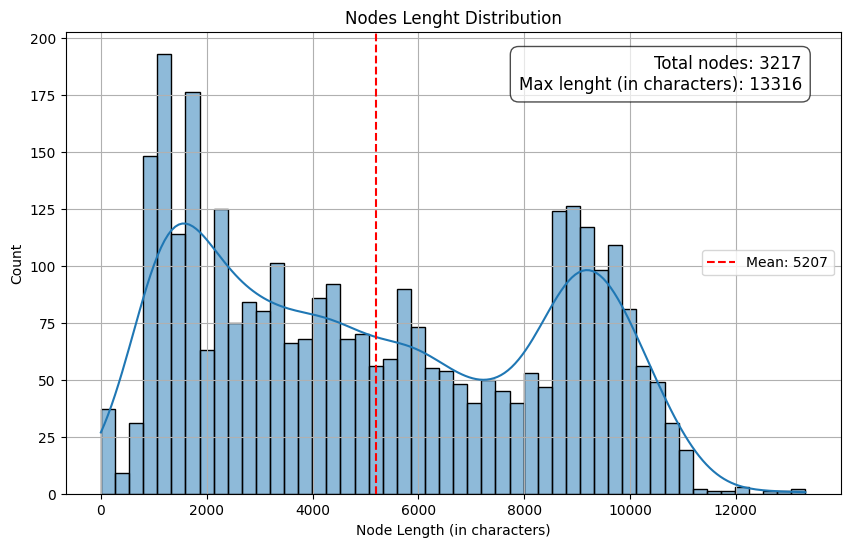 Nodes Lenght Distribution
Total nodes: 3217
Max lenght (in characters): 13316
Mean: 5207
Count
200
175
150
125
100
75
50
25
0
0 2000 4000 6000 8000 10000 12000
Node Length (in characters)